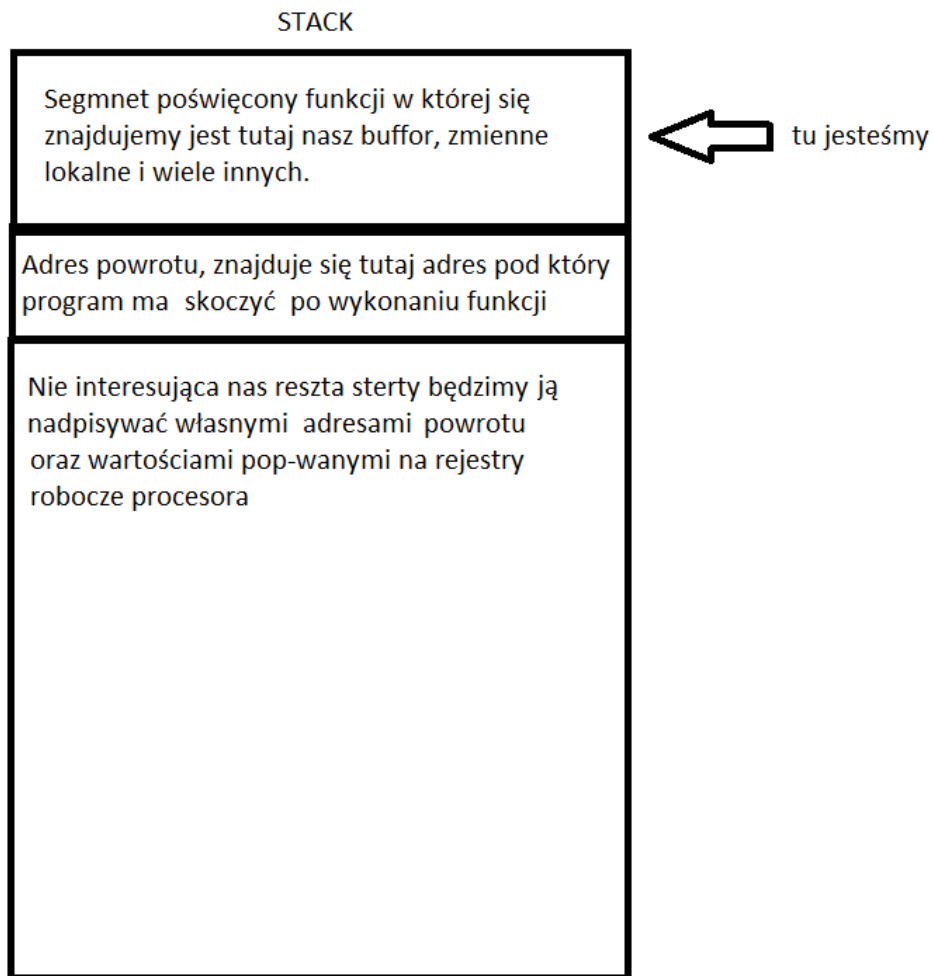 STACK
Segmnet poświęcony funkcji w której się
znajdujemy jest tutaj nasz buffor, zmienne
lokalne i wiele innych.
tu jesteśmy
Adres powrotu, znajduje się tutaj adres pod który
program ma skoczyć po wykonaniu funkcji
Nie interesująca nas reszta sterty będzimy ją
nadpisywać własnymi adresami powrotu
oraz wartościami pop-wanymi na rejestry
robocze procesora